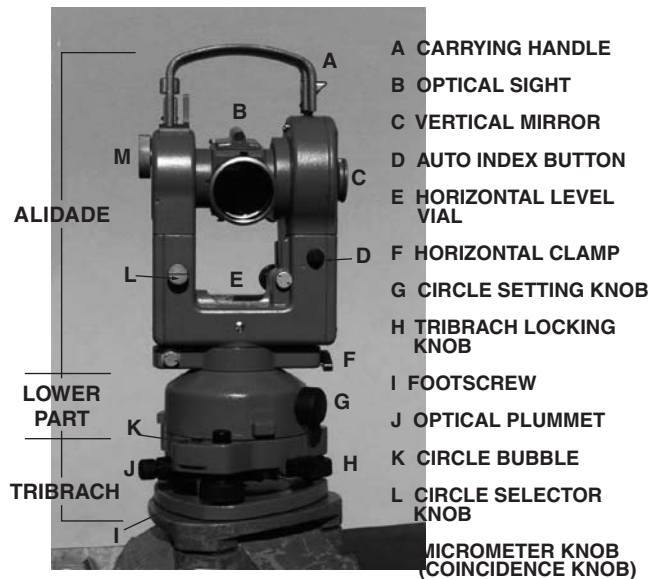 A CARRYING HANDLE
B OPTICAL SIGHT
C VERTICAL MIRROR
D AUTO INDEX BUTTON
E HORIZONTAL LEVEL
VIAL
F HORIZONTAL CLAMP
G CIRCLE SETTING KNOB
H TRIBRACH LOCKING
KNOB
I FOOTSCREW
J OPTICAL PLUMMET
K CIRCLE BUBBLE
L CIRCLE SELECTOR
KNOB
MICROMETER KNOB
(COINCIDENCE KNOB)
ALIDADE
LOWER
PART
TRIBRACH
A
B
M
C
D
L
E
F
G
K
J
H
I